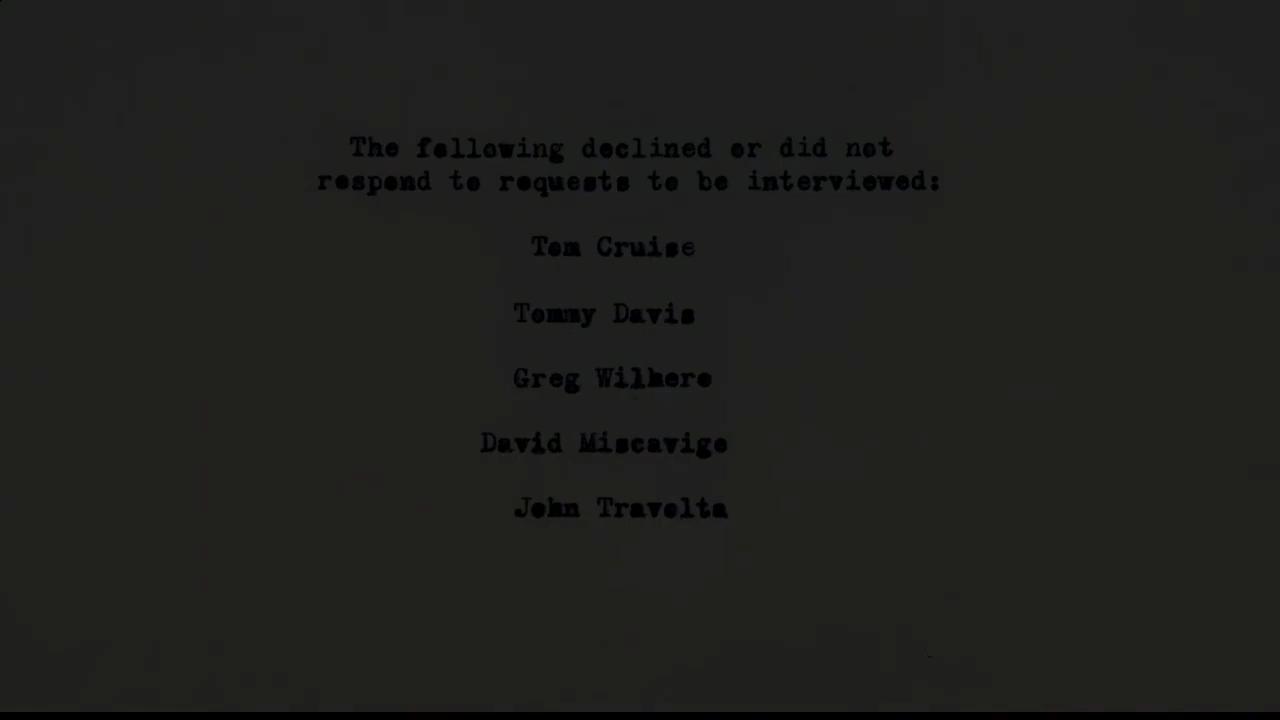 The following declined or did not
respond to requests to be interviewed:
Tom Cruise
Tommy Davis
Greg Wilhere
David Miscavige
John Travolta